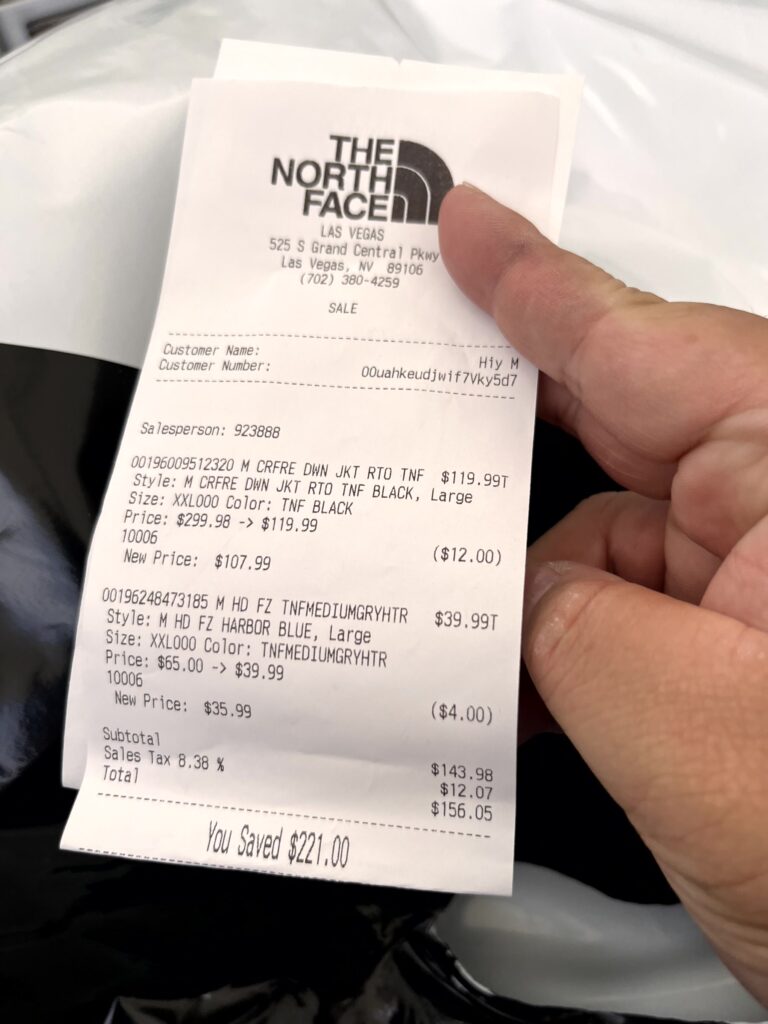 THE
NORTH
FACE
LAS VEGAS
525 S Grand Central Pkwy
Las Vegas, NV 89106
(702) 380-4259
SALE
Customer Name: Hiy M
Customer Number: 00uahkeudjwif7Vky5d7
Salesperson: 923888
00196009512320 M CRFRE DWN JKT RTO TNF $119.99T
Style: M CRFRE DWN JKT RTO TNF BLACK, Large
Size: XXL000 Color: TNF BLACK
Price: $299.98 -> $119.99
10006 ($12.00)
New Price: $107.99
00196248473185 M HD FZ TNFMEDIUMGRYHTR $39.99T
Style: M HD FZ HARBOR BLUE, Large
Size: XXL000 Color: TNFMEDIUMGRYHTR
Price: $65.00 -> $39.99
10006 ($4.00)
New Price: $35.99
Subtotal $143.98
Sales Tax 8.38 % $12.07
Total $156.05
You Saved $221.00